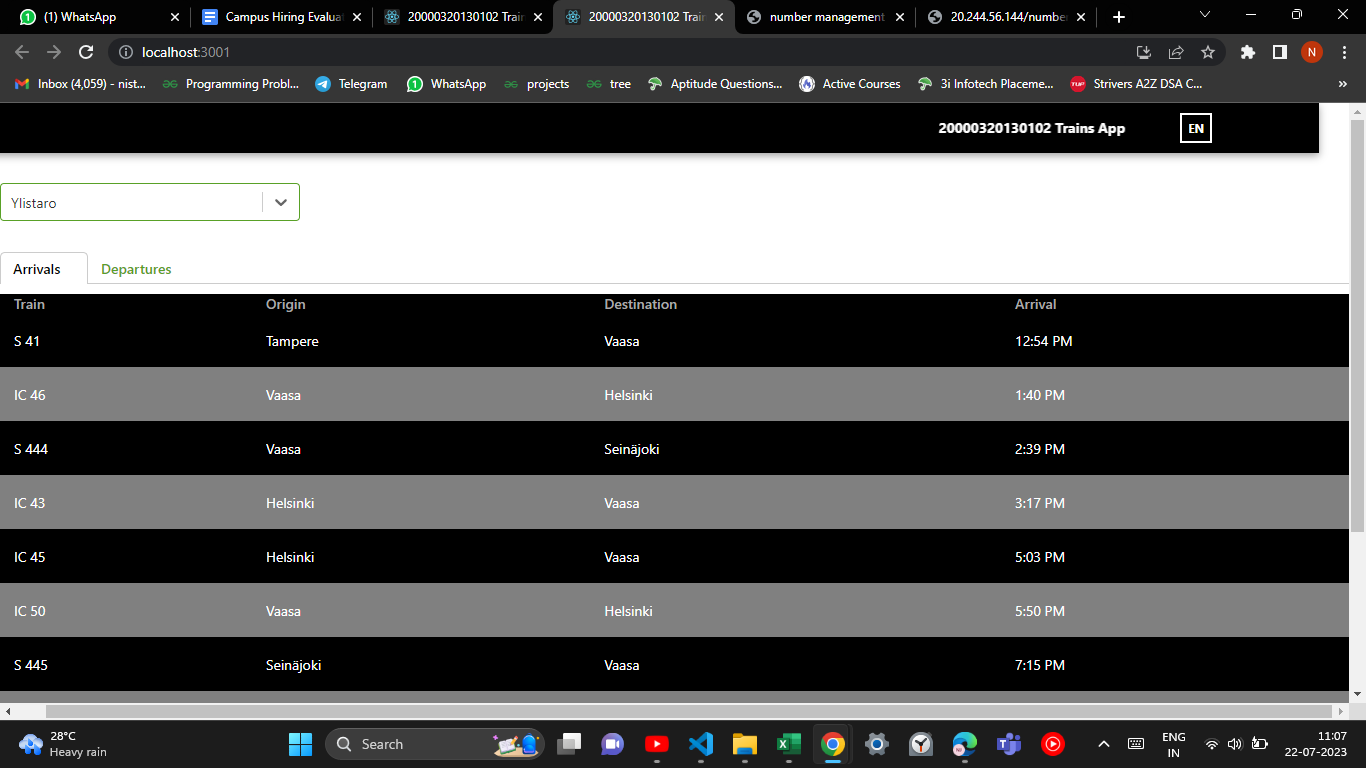 (1) WhatsApp
Campus Hiring Evaluat
20000320130102 Train
20000320130102 Train
number management
20.244.56.144/numbe
localhost:3001
N
Inbox (4,059) - nist...
Programming Probl...
Telegram
WhatsApp
projects
tree
Aptitude Questions...
Active Courses
3i Infotech Placeme...
Strivers A2Z DSA C...
»
20000320130102 Trains App
EN
Ylistaro
Arrivals Departures
Train Origin Destination Arrival
S 41 Tampere Vaasa 12:54 PM
IC 46 Vaasa Helsinki 1:40 PM
S 444 Vaasa Seinäjoki 2:39 PM
IC 43 Helsinki Vaasa 3:17 PM
IC 45 Helsinki Vaasa 5:03 PM
IC 50 Vaasa Helsinki 5:50 PM
S 445 Seinäjoki Vaasa 7:15 PM
28°C
Heavy rain
Search
ENG
IN
11:07
22-07-2023